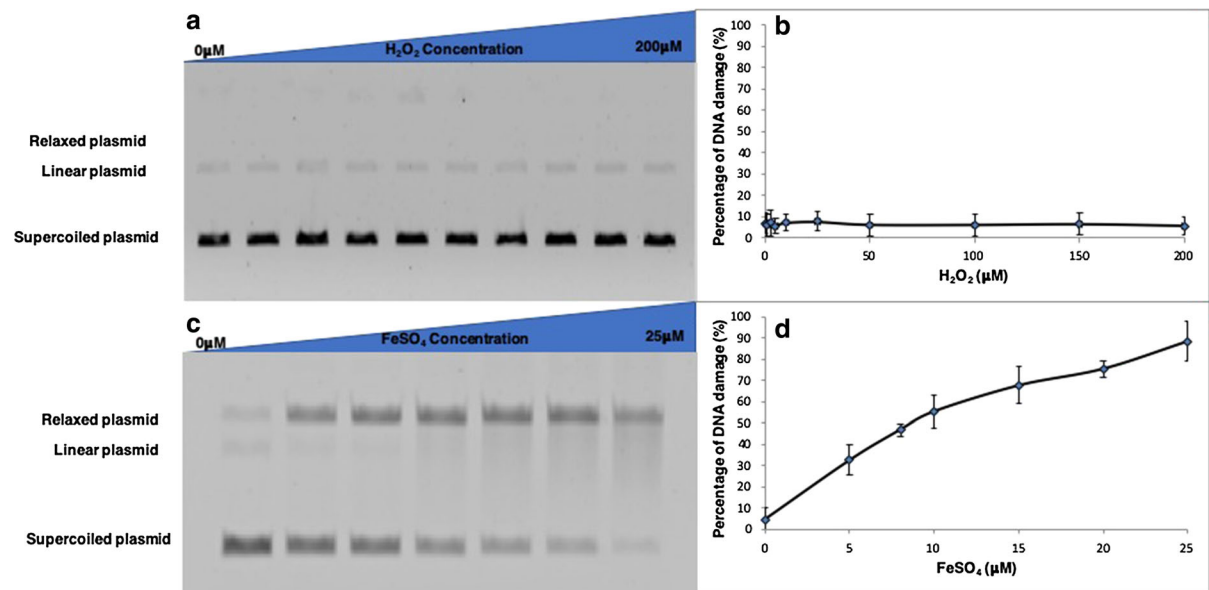 a
0µM
H₂O₂ Concentration
200µM
Relaxed plasmid
Linear plasmid
Supercoiled plasmid
b
Percentage of DNA damage (%)
100
90
80
70
60
50
40
30
20
10
0
0 50 100 150 200
H₂O₂ (µM)
c
0µM
FeSO₄ Concentration
25µM
Relaxed plasmid
Linear plasmid
Supercoiled plasmid
d
Percentage of DNA damage (%)
100
90
80
70
60
50
40
30
20
10
0
0 5 10 15 20 25
FeSO₄ (µM)